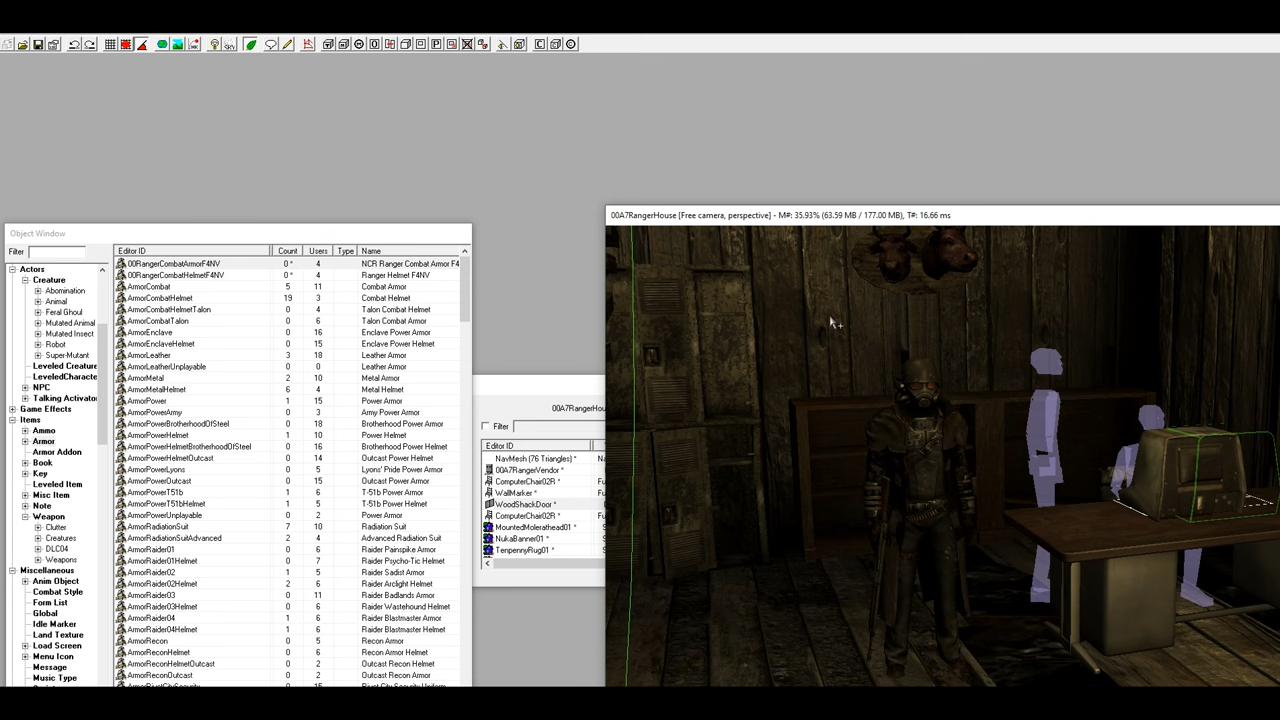 00A7RangerHouse [Free camera, perspective] - M#: 35.93% (63.59 MB / 177.00 MB), T#: 16.66 ms
Object Window
Filter
Editor ID Count Users Type Name
Actors
Creature
Abomination
Animal
Feral Ghoul
Mutated Animal
Mutated Insect
Robot
Super-Mutant
Leveled Creature
LeveledCharacte
NPC
Talking Activator
Game Effects
Items
Ammo
Armor
Armor Addon
Book
Key
Leveled Item
Misc Item
Note
Weapon
Clutter
Creatures
DLC04
Weapons
Miscellaneous
Anim Object
Combat Style
Form List
Global
Idle Marker
Land Texture
Load Screen
Menu Icon
Message
Music Type
00RangerCombatArmorF4NV 0 * 4 NCR Ranger Combat Armor F4
00RangerCombatHelmetF4NV 0 * 4 Ranger Helmet F4NV
ArmorCombat 5 11 Combat Armor
ArmorCombatHelmet 19 3 Combat Helmet
ArmorCombatHelmetTalon 0 4 Talon Combat Helmet
ArmorCombatTalon 0 6 Talon Combat Armor
ArmorEnclave 0 16 Enclave Power Armor
ArmorEnclaveHelmet 0 15 Enclave Power Helmet
ArmorLeather 3 18 Leather Armor
ArmorLeatherUnplayable 0 0 Leather Armor
ArmorMetal 2 10 Metal Armor
ArmorMetalHelmet 6 4 Metal Helmet
ArmorPower 1 15 Power Armor
ArmorPowerArmy 0 2 Army Power Armor
ArmorPowerBrotherhoodOfSteel 0 18 Brotherhood Power Armor
ArmorPowerHelmet 1 10 Power Helmet
ArmorPowerHelmetBrotherhoodOfSteel 0 16 Brotherhood Power Helmet
ArmorPowerHelmetOutcast 0 14 Outcast Power Helmet
ArmorPowerLyons 0 5 Lyons' Pride Power Armor
ArmorPowerOutcast 0 15 Outcast Power Armor
ArmorPowerT51b 1 6 T-51b Power Armor
ArmorPowerT51bHelmet 1 5 T-51b Power Helmet
ArmorPowerUnplayable 0 2 Power Armor
ArmorRadiationSuit 7 10 Radiation Suit
ArmorRadiationSuitAdvanced 2 4 Advanced Radiation Suit
ArmorRaider01 0 6 Raider Painspike Armor
ArmorRaider01Helmet 0 7 Raider Psycho-Tic Helmet
ArmorRaider02 1 5 Raider Sadist Armor
ArmorRaider02Helmet 2 6 Raider Arclight Helmet
ArmorRaider03 0 11 Raider Badlands Armor
ArmorRaider03Helmet 0 6 Raider Wastehound Helmet
ArmorRaider04 1 6 Raider Blastmaster Armor
ArmorRaider04Helmet 1 6 Raider Blastmaster Helmet
ArmorRecon 0 5 Recon Armor
ArmorReconHelmet 0 6 Recon Helmet
ArmorReconHelmetOutcast 0 2 Outcast Recon Helmet
ArmorReconOutcast 0 2 Outcast Recon Armor
00A7RangerHou
Filter
Editor ID
NavMesh (76 Triangles) *
00A7RangerVendor *
ComputerChair02R * Fu
WallMarker *
WoodShackDoor *
ComputerChair02R * Fu
MountedMolerathead01 *
NukaBanner01 *
TenpennyRug01 *